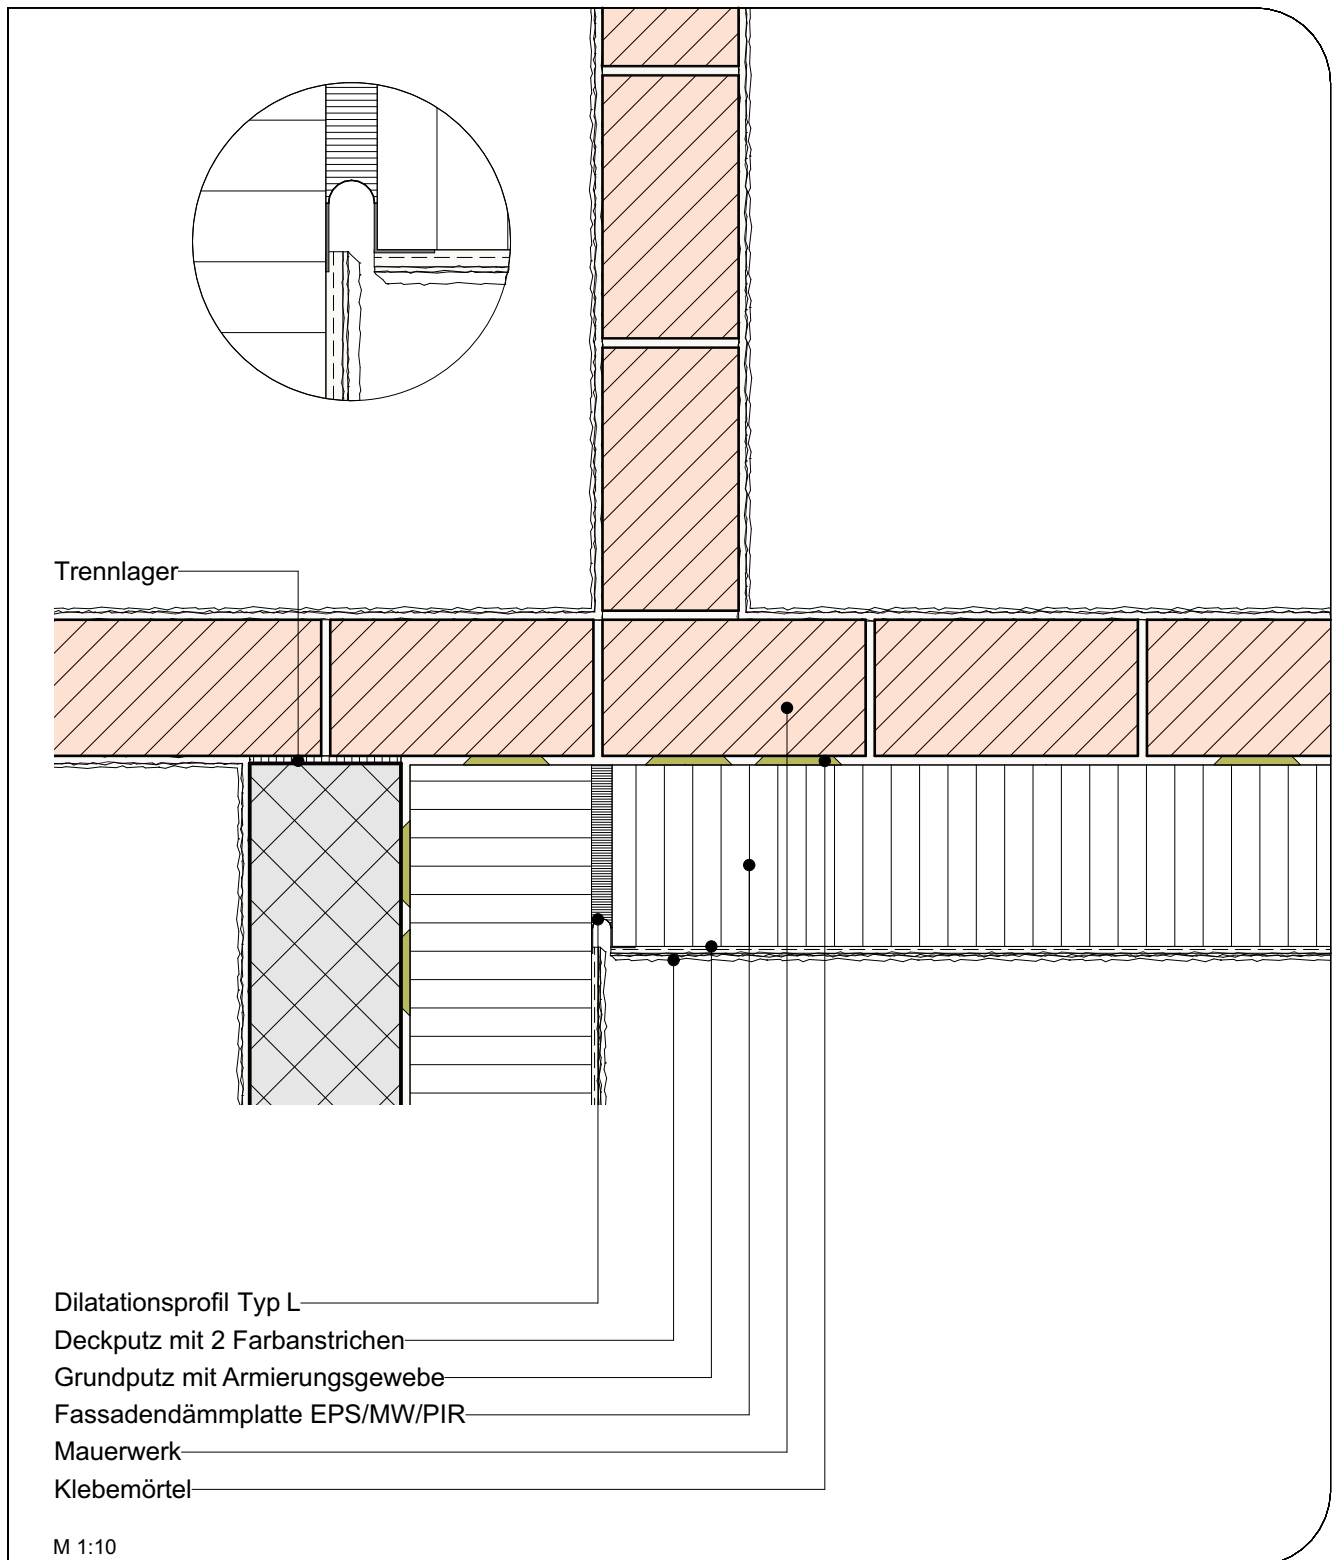 Trennlager
Dilatationsprofil Typ L
Deckputz mit 2 Farbanstrichen
Grundputz mit Armierungsgewebe
Fassadendämmplatte EPS/MW/PIR
Mauerwerk
Klebemörtel
M 1:10